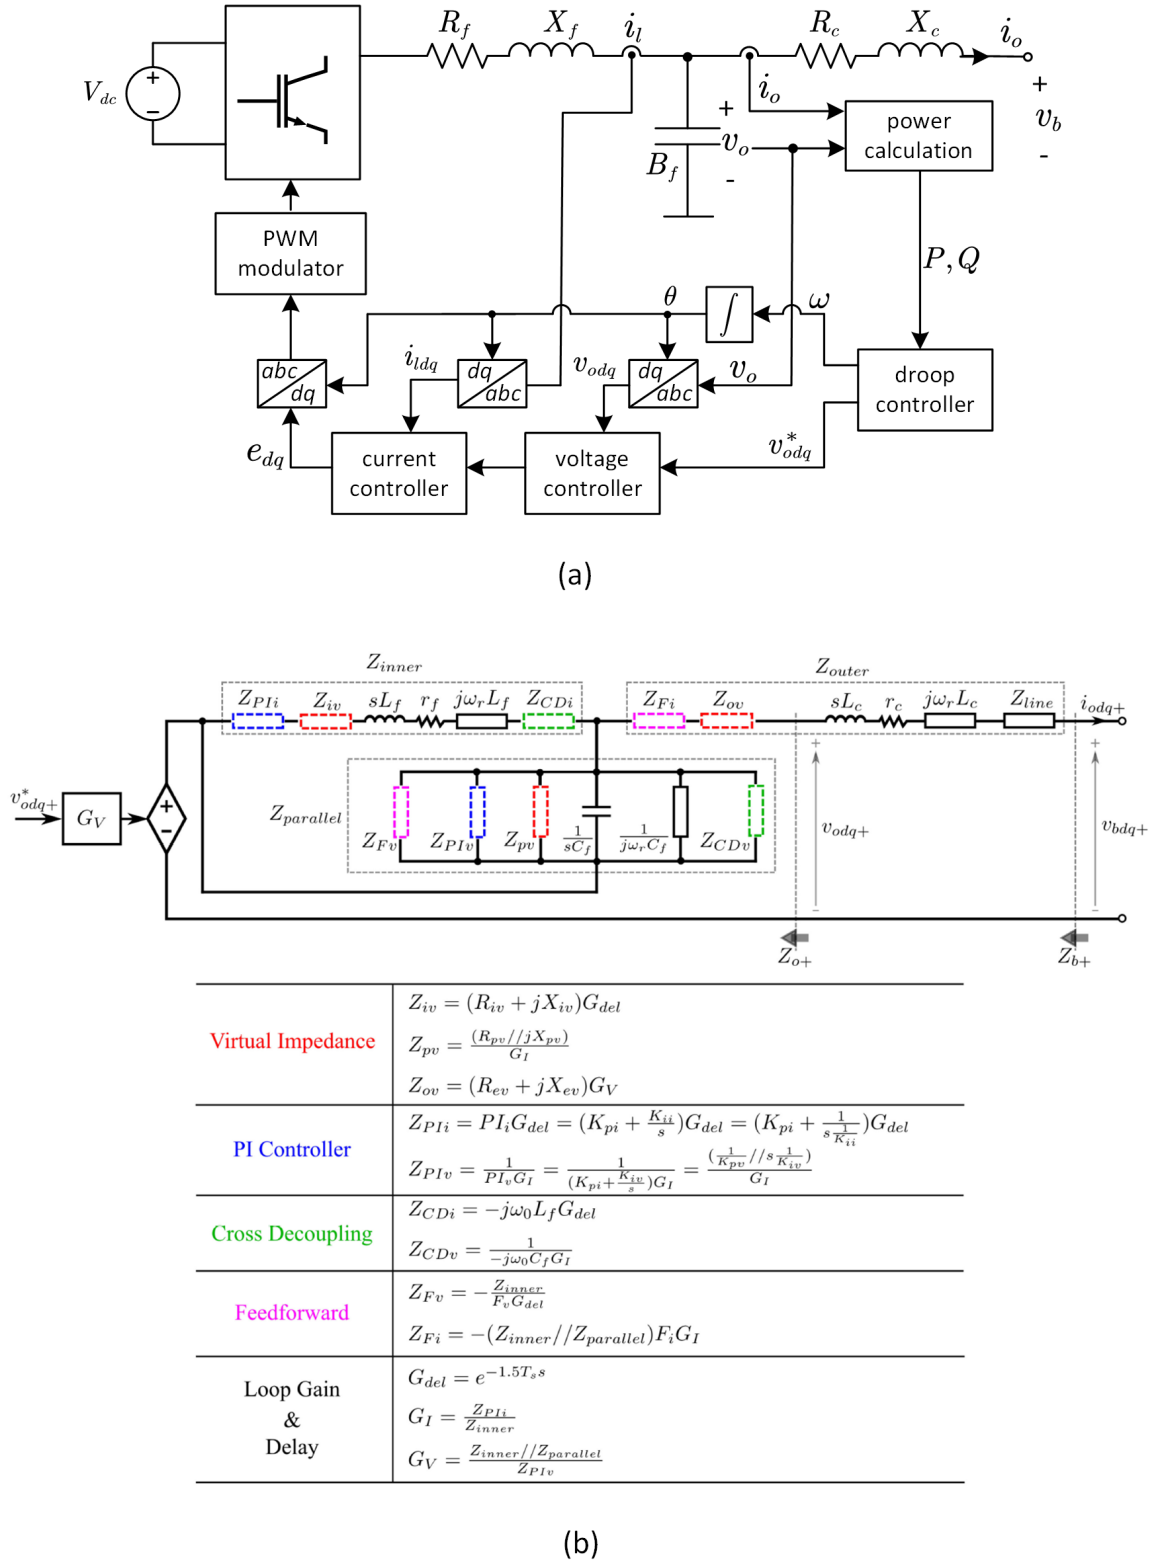 R_f X_f i_l R_c X_c i_o
V_dc + −
i_o
+ v_o -
B_f
+ v_b -
power
calculation
PWM
modulator
P, Q
θ ∫ ω
abc
dq
i_ldq
dq
abc
v_odq
dq
abc
v_o
droop
controller
e_dq
current
controller
voltage
controller
v*_odq
(a)
Z_inner Z_outer
Z_PIi Z_iv sL_f r_f jω_rL_f Z_CDi Z_Fi Z_ov sL_c r_c jω_rL_c Z_line i_odq+
v*_odq+ G_V + −
Z_parallel
Z_Fv Z_PIv Z_pv 1/sC_f 1/jω_rC_f Z_CDv
+ v_odq+ −
+ v_bdq+ −
Z_o+ Z_b+
Virtual Impedance
Z_iv = (R_iv + jX_iv)G_del
Z_pv = (R_pv//jX_pv)/G_I
Z_ov = (R_ev + jX_ev)G_V
PI Controller
Z_PIi = PI_iG_del = (K_pi + K_ii/s)G_del = (K_pi + 1/(s 1/K_ii))G_del
Z_PIv = 1/(PI_vG_I) = 1/((K_pi + K_iv/s)G_I) = (1/K_pv//s 1/K_iv)/G_I
Cross Decoupling
Z_CDi = −jω_0L_fG_del
Z_CDv = 1/(−jω_0C_fG_I)
Feedforward
Z_Fv = −Z_inner/(F_vG_del)
Z_Fi = −(Z_inner//Z_parallel)F_iG_I
Loop Gain
&
Delay
G_del = e^(−1.5T_ss)
G_I = Z_PIi/Z_inner
G_V = (Z_inner//Z_parallel)/Z_PIv
(b)